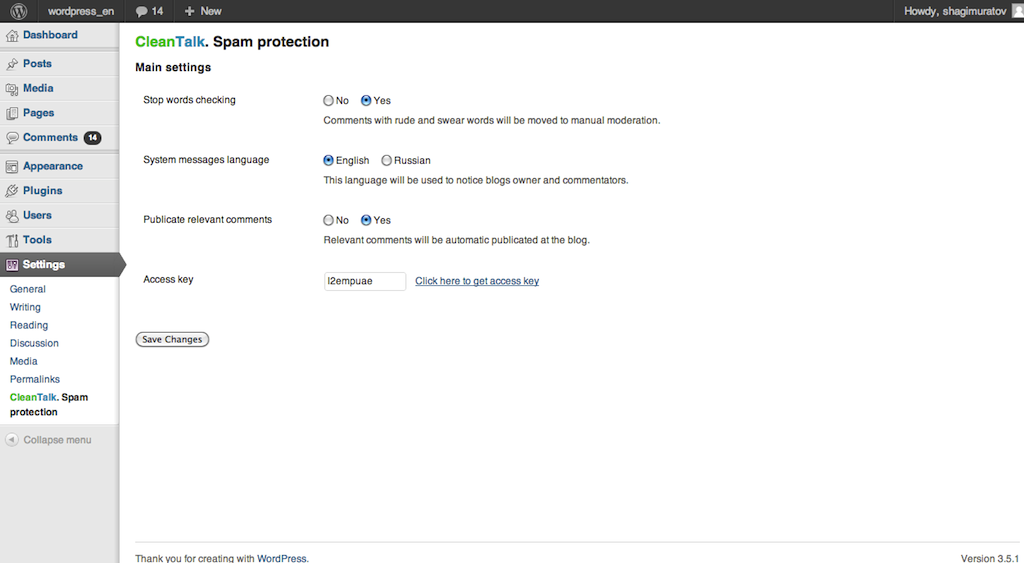 wordpress_en 14 New Howdy, shagimuratov
Dashboard
Posts
Media
Pages
Comments 14
Appearance
Plugins
Users
Tools
Settings
General
Writing
Reading
Discussion
Media
Permalinks
CleanTalk. Spam
protection
Collapse menu
CleanTalk. Spam protection
Main settings
Stop words checking No Yes
Comments with rude and swear words will be moved to manual moderation.
System messages language English Russian
This language will be used to notice blogs owner and commentators.
Publicate relevant comments No Yes
Relevant comments will be automatic publicated at the blog.
Access key l2empuae Click here to get access key
Save Changes
Thank you for creating with WordPress. Version 3.5.1